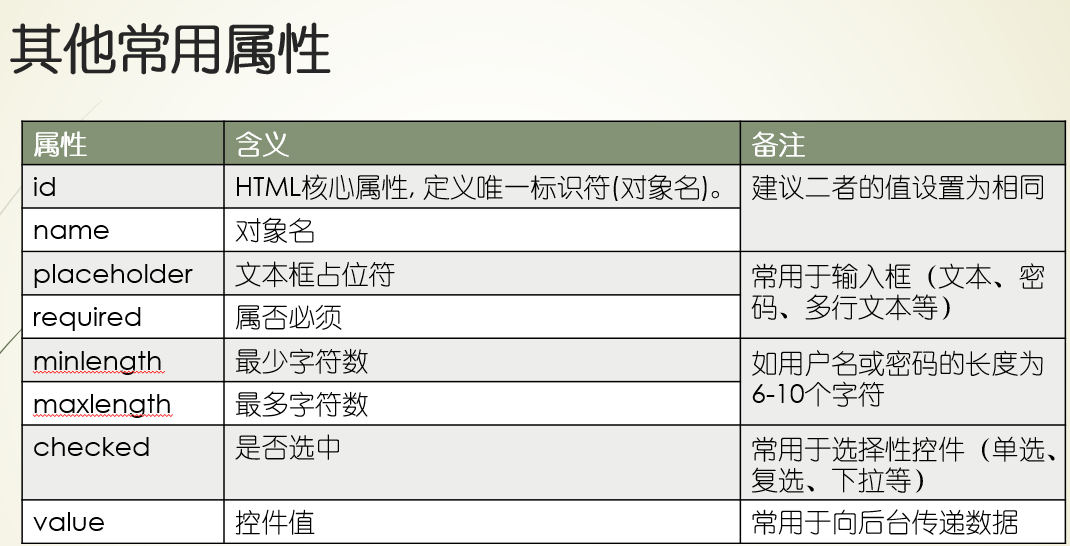 其他常用属性
属性 含义 备注
id HTML核心属性, 定义唯一标识符(对象名)。 建议二者的值设置为相同
name 对象名
placeholder 文本框占位符 常用于输入框（文本、密
码、多行文本等）
required 属否必须
minlength 最少字符数 如用户名或密码的长度为
6-10个字符
maxlength 最多字符数
checked 是否选中 常用于选择性控件（单选、
复选、下拉等）
value 控件值 常用于向后台传递数据